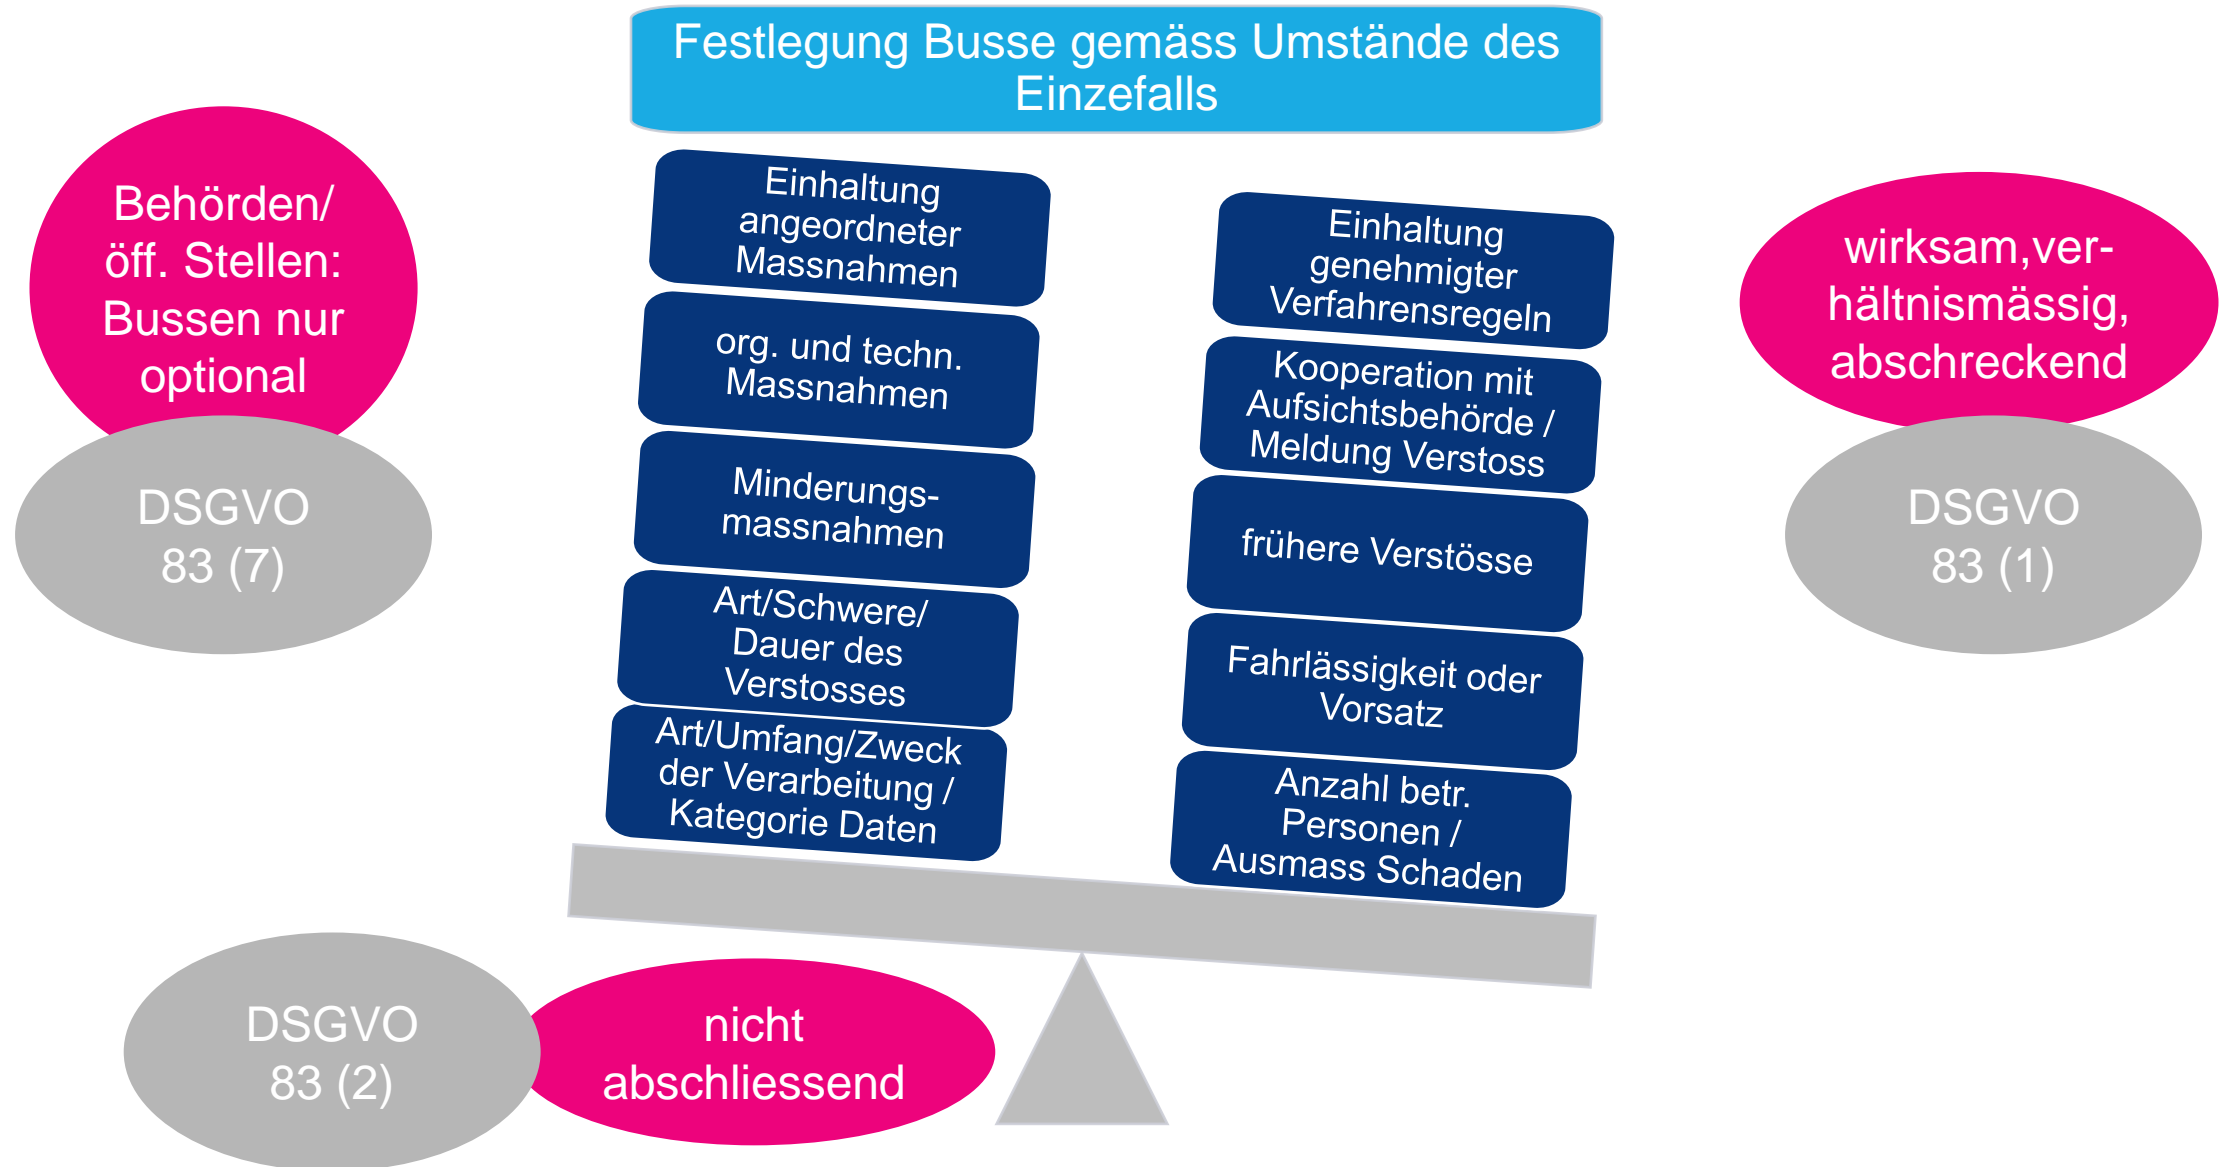 Festlegung Busse gemäss Umstände des
Einzefalls
Behörden/
öff. Stellen:
Bussen nur
optional
DSGVO
83 (7)
Einhaltung
angeordneter
Massnahmen
org. und techn.
Massnahmen
Minderungs-
massnahmen
Art/Schwere/
Dauer des
Verstosses
Art/Umfang/Zweck
der Verarbeitung /
Kategorie Daten
Einhaltung
genehmigter
Verfahrensregeln
Kooperation mit
Aufsichtsbehörde /
Meldung Verstoss
frühere Verstösse
Fahrlässigkeit oder
Vorsatz
Anzahl betr.
Personen /
Ausmass Schaden
wirksam,ver-
hältnismässig,
abschreckend
DSGVO
83 (1)
DSGVO
83 (2)
nicht
abschliessend